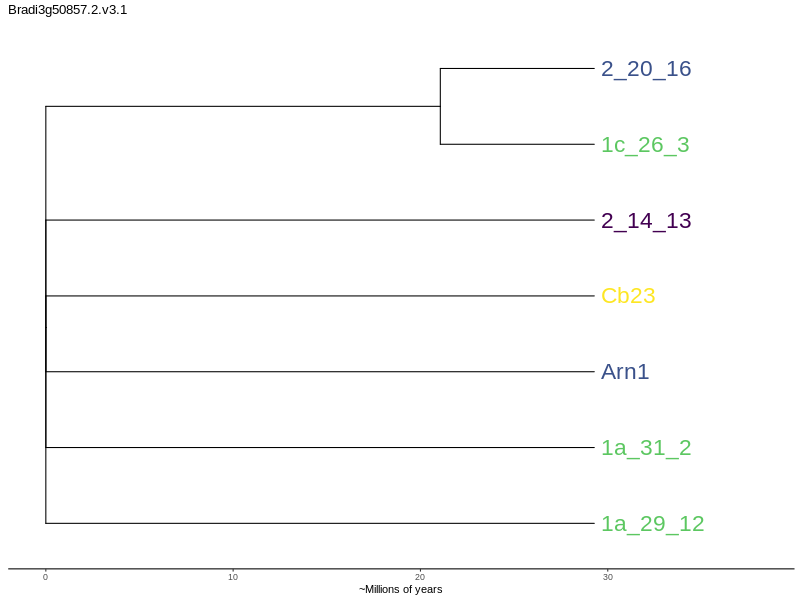 Bradi3g50857.2.v3.1
2_20_16
1c_26_3
2_14_13
Cb23
Arn1
1a_31_2
1a_29_12
0 10 20 30
~Millions of years